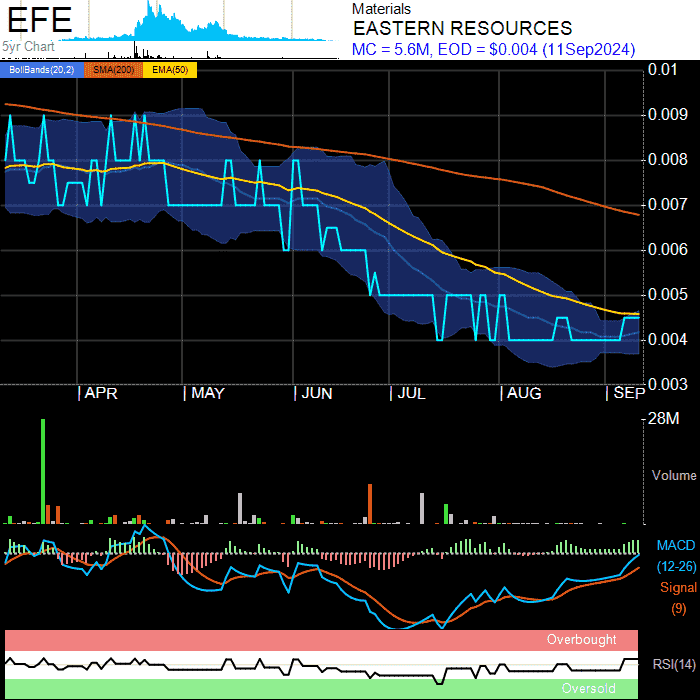 EFE
5yr Chart
Materials
EASTERN RESOURCES
MC = 5.6M, EOD = $0.004 (11Sep2024)
BollBands(20,2) SMA(200) EMA(50)
0.01
0.009
0.008
0.007
0.006
0.005
0.004
0.003
APR MAY JUN JUL AUG SEP
28M
Volume
MACD
(12-26)
Signal
(9)
Overbought
RSI(14)
Oversold